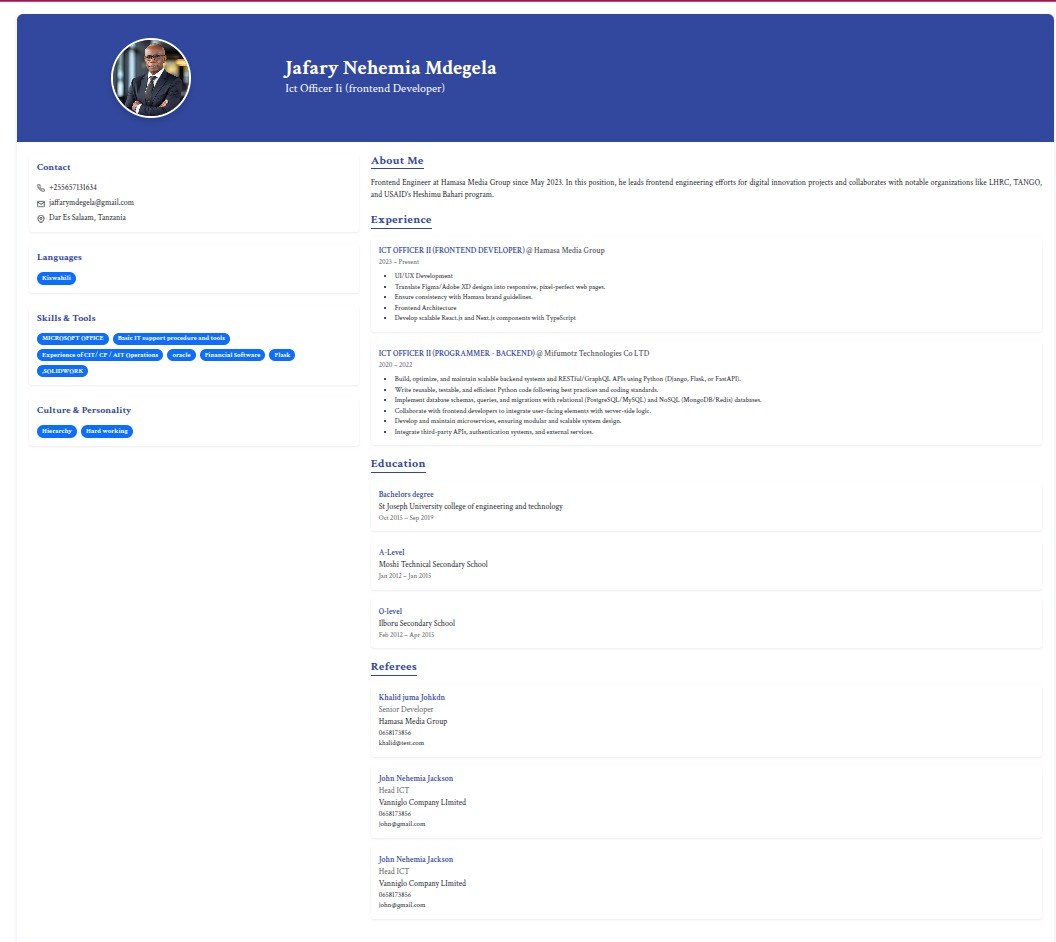 Jafary Nehemia Mdegela
Ict Officer Ii (frontend Developer)
Contact
+255657131634
jaffarymdegela@gmail.com
Dar Es Salaam, Tanzania
Languages
Kiswahili
Skills & Tools
MICROSOFT OFFICE
Basic IT support procedure and tools
Experience of CIT/ CF / AIT Operations
oracle
Financial Software
Flask
,SOLIDWORK
Culture & Personality
Hierarchy
Hard working
About Me
Frontend Engineer at Hamasa Media Group since May 2023. In this position, he leads frontend engineering efforts for digital innovation projects and collaborates with notable organizations like LHRC, TANGO,
and USAID's Heshimu Bahari program.
Experience
ICT OFFICER II (FRONTEND DEVELOPER) @ Hamasa Media Group
2023 – Present
• UI/UX Development
• Translate Figma/Adobe XD designs into responsive, pixel-perfect web pages.
• Ensure consistency with Hamasa brand guidelines.
• Frontend Architecture
• Develop scalable React.js and Next.js components with TypeScript
ICT OFFICER II (PROGRAMMER - BACKEND) @ Mifumotz Technologies Co LTD
2020 – 2022
• Build, optimize, and maintain scalable backend systems and RESTful/GraphQL APIs using Python (Django, Flask, or FastAPI).
• Write reusable, testable, and efficient Python code following best practices and coding standards.
• Implement database schemas, queries, and migrations with relational (PostgreSQL/MySQL) and NoSQL (MongoDB/Redis) databases.
• Collaborate with frontend developers to integrate user-facing elements with server-side logic.
• Develop and maintain microservices, ensuring modular and scalable system design.
• Integrate third-party APIs, authentication systems, and external services.
Education
Bachelors degree
St Joseph University college of engineering and technology
Oct 2015 – Sep 2019
A-Level
Moshi Technical Secondary School
Jan 2012 – Jan 2015
O-level
Ilboru Secondary School
Feb 2012 – Apr 2015
Referees
Khalid juma Johkdn
Senior Developer
Hamasa Media Group
0658173856
khalid@test.com
John Nehemia Jackson
Head ICT
Vanniglo Company LImited
0658173856
john@gmail.com
John Nehemia Jackson
Head ICT
Vanniglo Company LImited
0658173856
john@gmail.com